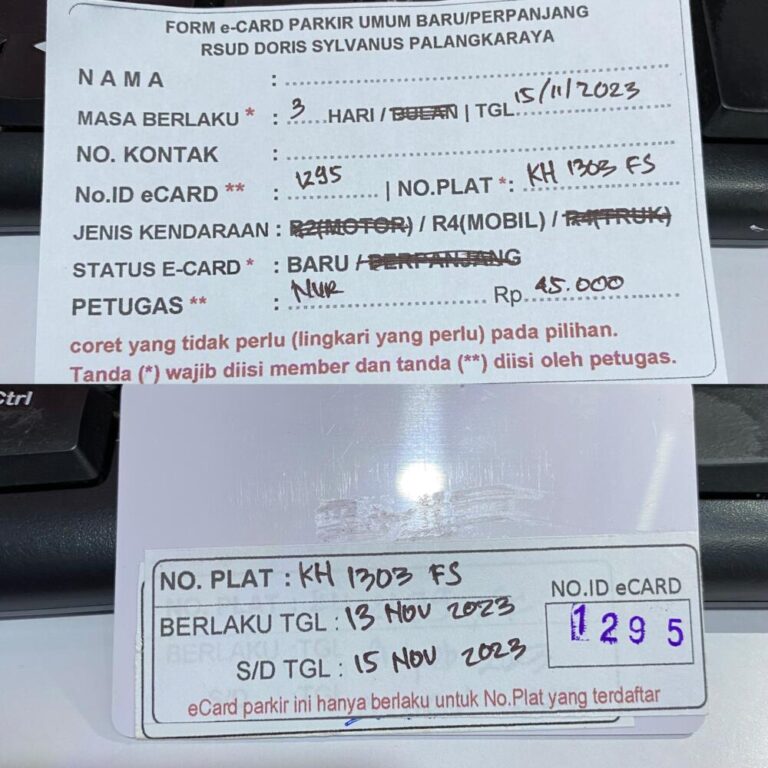 FORM e-CARD PARKIR UMUM BARU/PERPANJANG
RSUD DORIS SYLVANUS PALANGKARAYA
N A M A :
MASA BERLAKU * : 3 HARI / BULAN | TGL 15/11/2023
NO. KONTAK :
No.ID eCARD ** : 1295 | NO.PLAT *: KH 1303 FS
JENIS KENDARAAN : R2(MOTOR) / R4(MOBIL) / R4(TRUK)
STATUS E-CARD * : BARU / PERPANJANG
PETUGAS ** : NUR Rp. 45.000
coret yang tidak perlu (lingkari yang perlu) pada pilihan.
Tanda (*) wajib diisi member dan tanda (**) diisi oleh petugas.
Ctrl
NO. PLAT : KH 1303 FS
BERLAKU TGL : 13 NOV 2023
S/D TGL : 15 NOV 2023
NO.ID eCARD
1295
eCard parkir ini hanya berlaku untuk No.Plat yang terdaftar